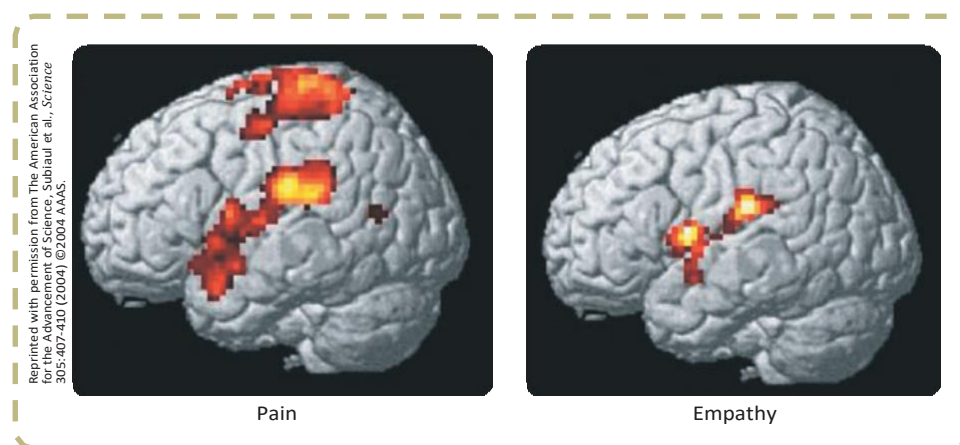 Reprinted with permission from The American Association
for the Advancement of Science, Subiaul et al., Science
305:407-410 (2004) ©2004 AAAS.
Pain
Empathy